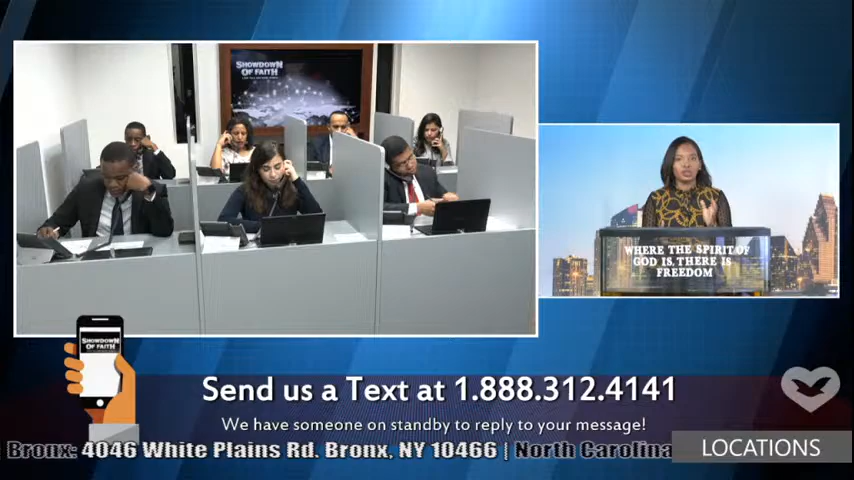 SHOWDOWN
OF FAITH
WHERE THE SPIRIT OF
GOD IS, THERE IS
FREEDOM
SHOWDOWN
OF FAITH
Send us a Text at 1.888.312.4141
We have someone on standby to reply to your message!
Bronx: 4046 White Plains Rd. Bronx, NY 10466 | North Carolina
LOCATIONS